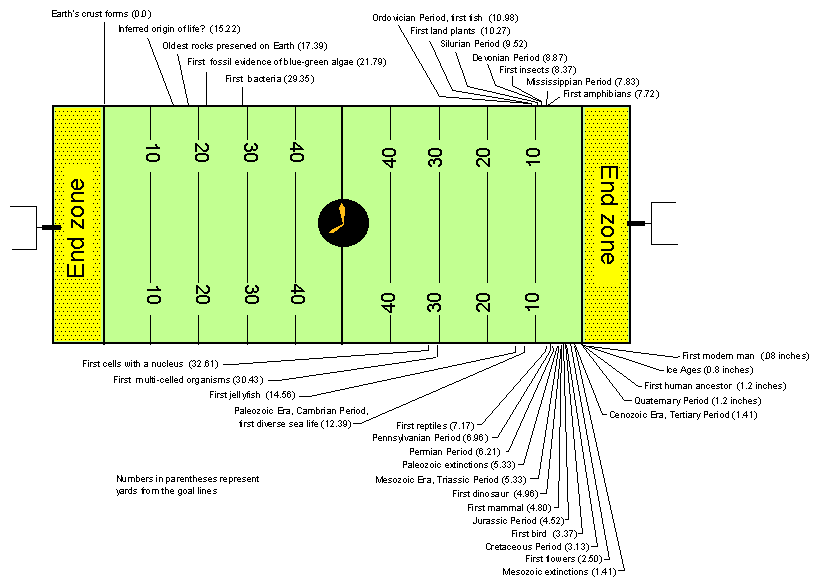 Earth's crust forms (0.0)
Inferred origin of life? (15.22)
Oldest rocks preserved on Earth (17.39)
First fossil evidence of blue-green algae (21.79)
First bacteria (29.35)
Ordovician Period, first fish (10.98)
First land plants (10.27)
Silurian Period (9.52)
Devonian Period (8.87)
First insects (8.37)
Mississippian Period (7.83)
First amphibians (7.72)
End zone
10 20 30 40 40 30 20 10
10 20 30 40 40 30 20 10
End zone
First cells with a nucleus (32.61)
First multi-celled organisms (30.43)
First jellyfish (14.56)
Paleozoic Era, Cambrian Period,
first diverse sea life (12.39)
First reptiles (7.17)
Pennsylvanian Period (6.96)
Permian Period (6.21)
Paleozoic extinctions (5.33)
Mesozoic Era, Triassic Period (5.33)
First dinosaur (4.96)
First mammal (4.80)
Jurassic Period (4.52)
First bird (3.37)
Cretaceous Period (3.13)
First flowers (2.50)
Mesozoic extinctions (1.41)
First modern man (.08 inches)
Ice Ages (0.8 inches)
First human ancestor (1.2 inches)
Quaternary Period (1.2 inches)
Cenozoic Era, Tertiary Period (1.41)
Numbers in parentheses represent
yards from the goal lines